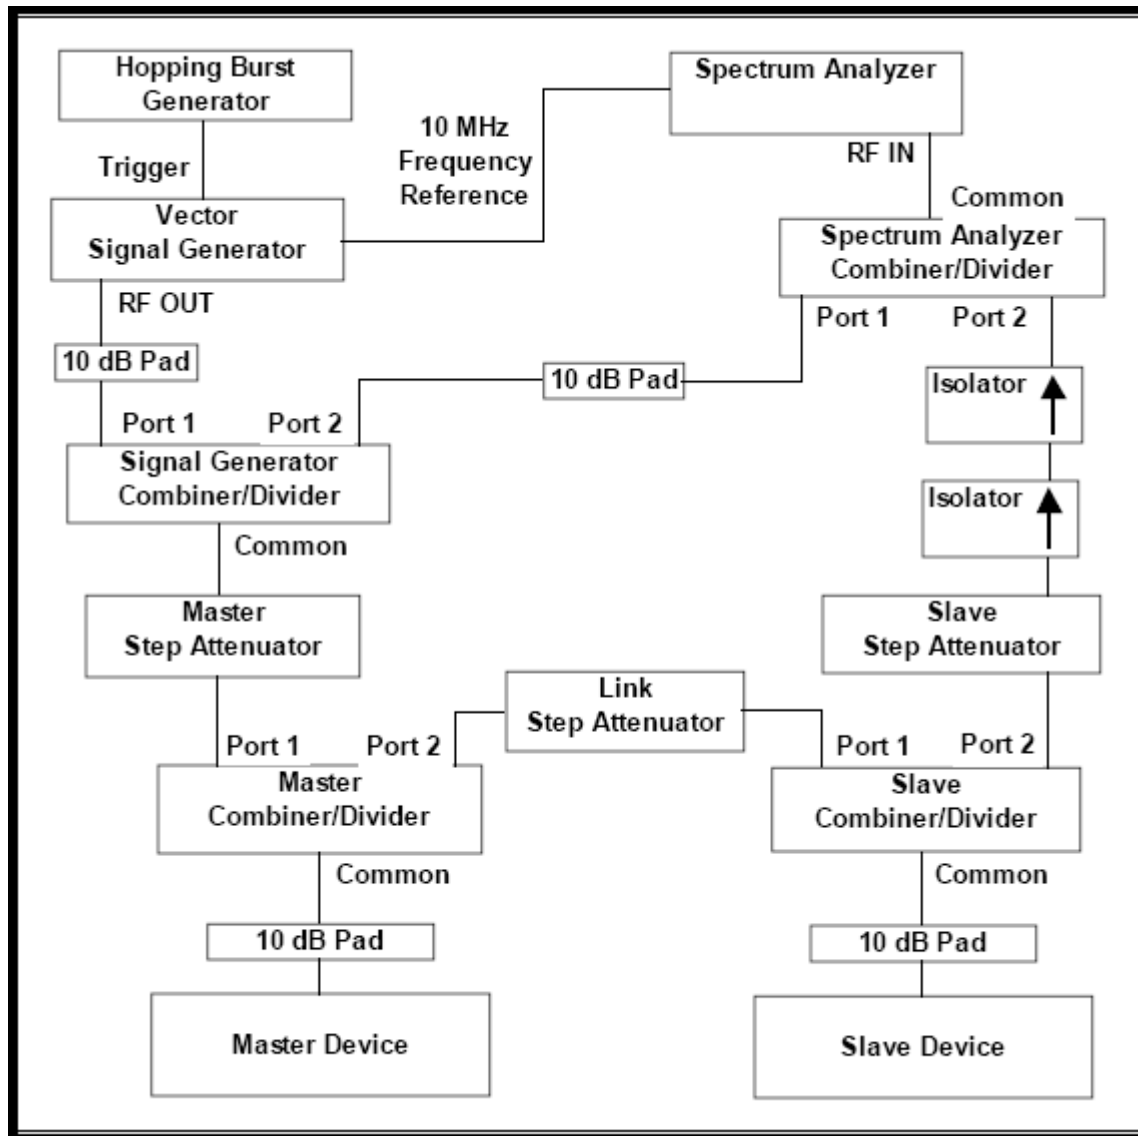 Hopping Burst
Generator
Spectrum Analyzer
10 MHz
Frequency
Reference
Trigger
RF IN
Vector
Signal Generator
Common
Spectrum Analyzer
Combiner/Divider
RF OUT
Port 1
Port 2
10 dB Pad
10 dB Pad
Isolator
Port 1
Port 2
Signal Generator
Combiner/Divider
Isolator
Common
Master
Step Attenuator
Slave
Step Attenuator
Link
Step Attenuator
Port 1
Port 2
Port 1
Port 2
Master
Combiner/Divider
Slave
Combiner/Divider
Common
Common
10 dB Pad
10 dB Pad
Master Device
Slave Device